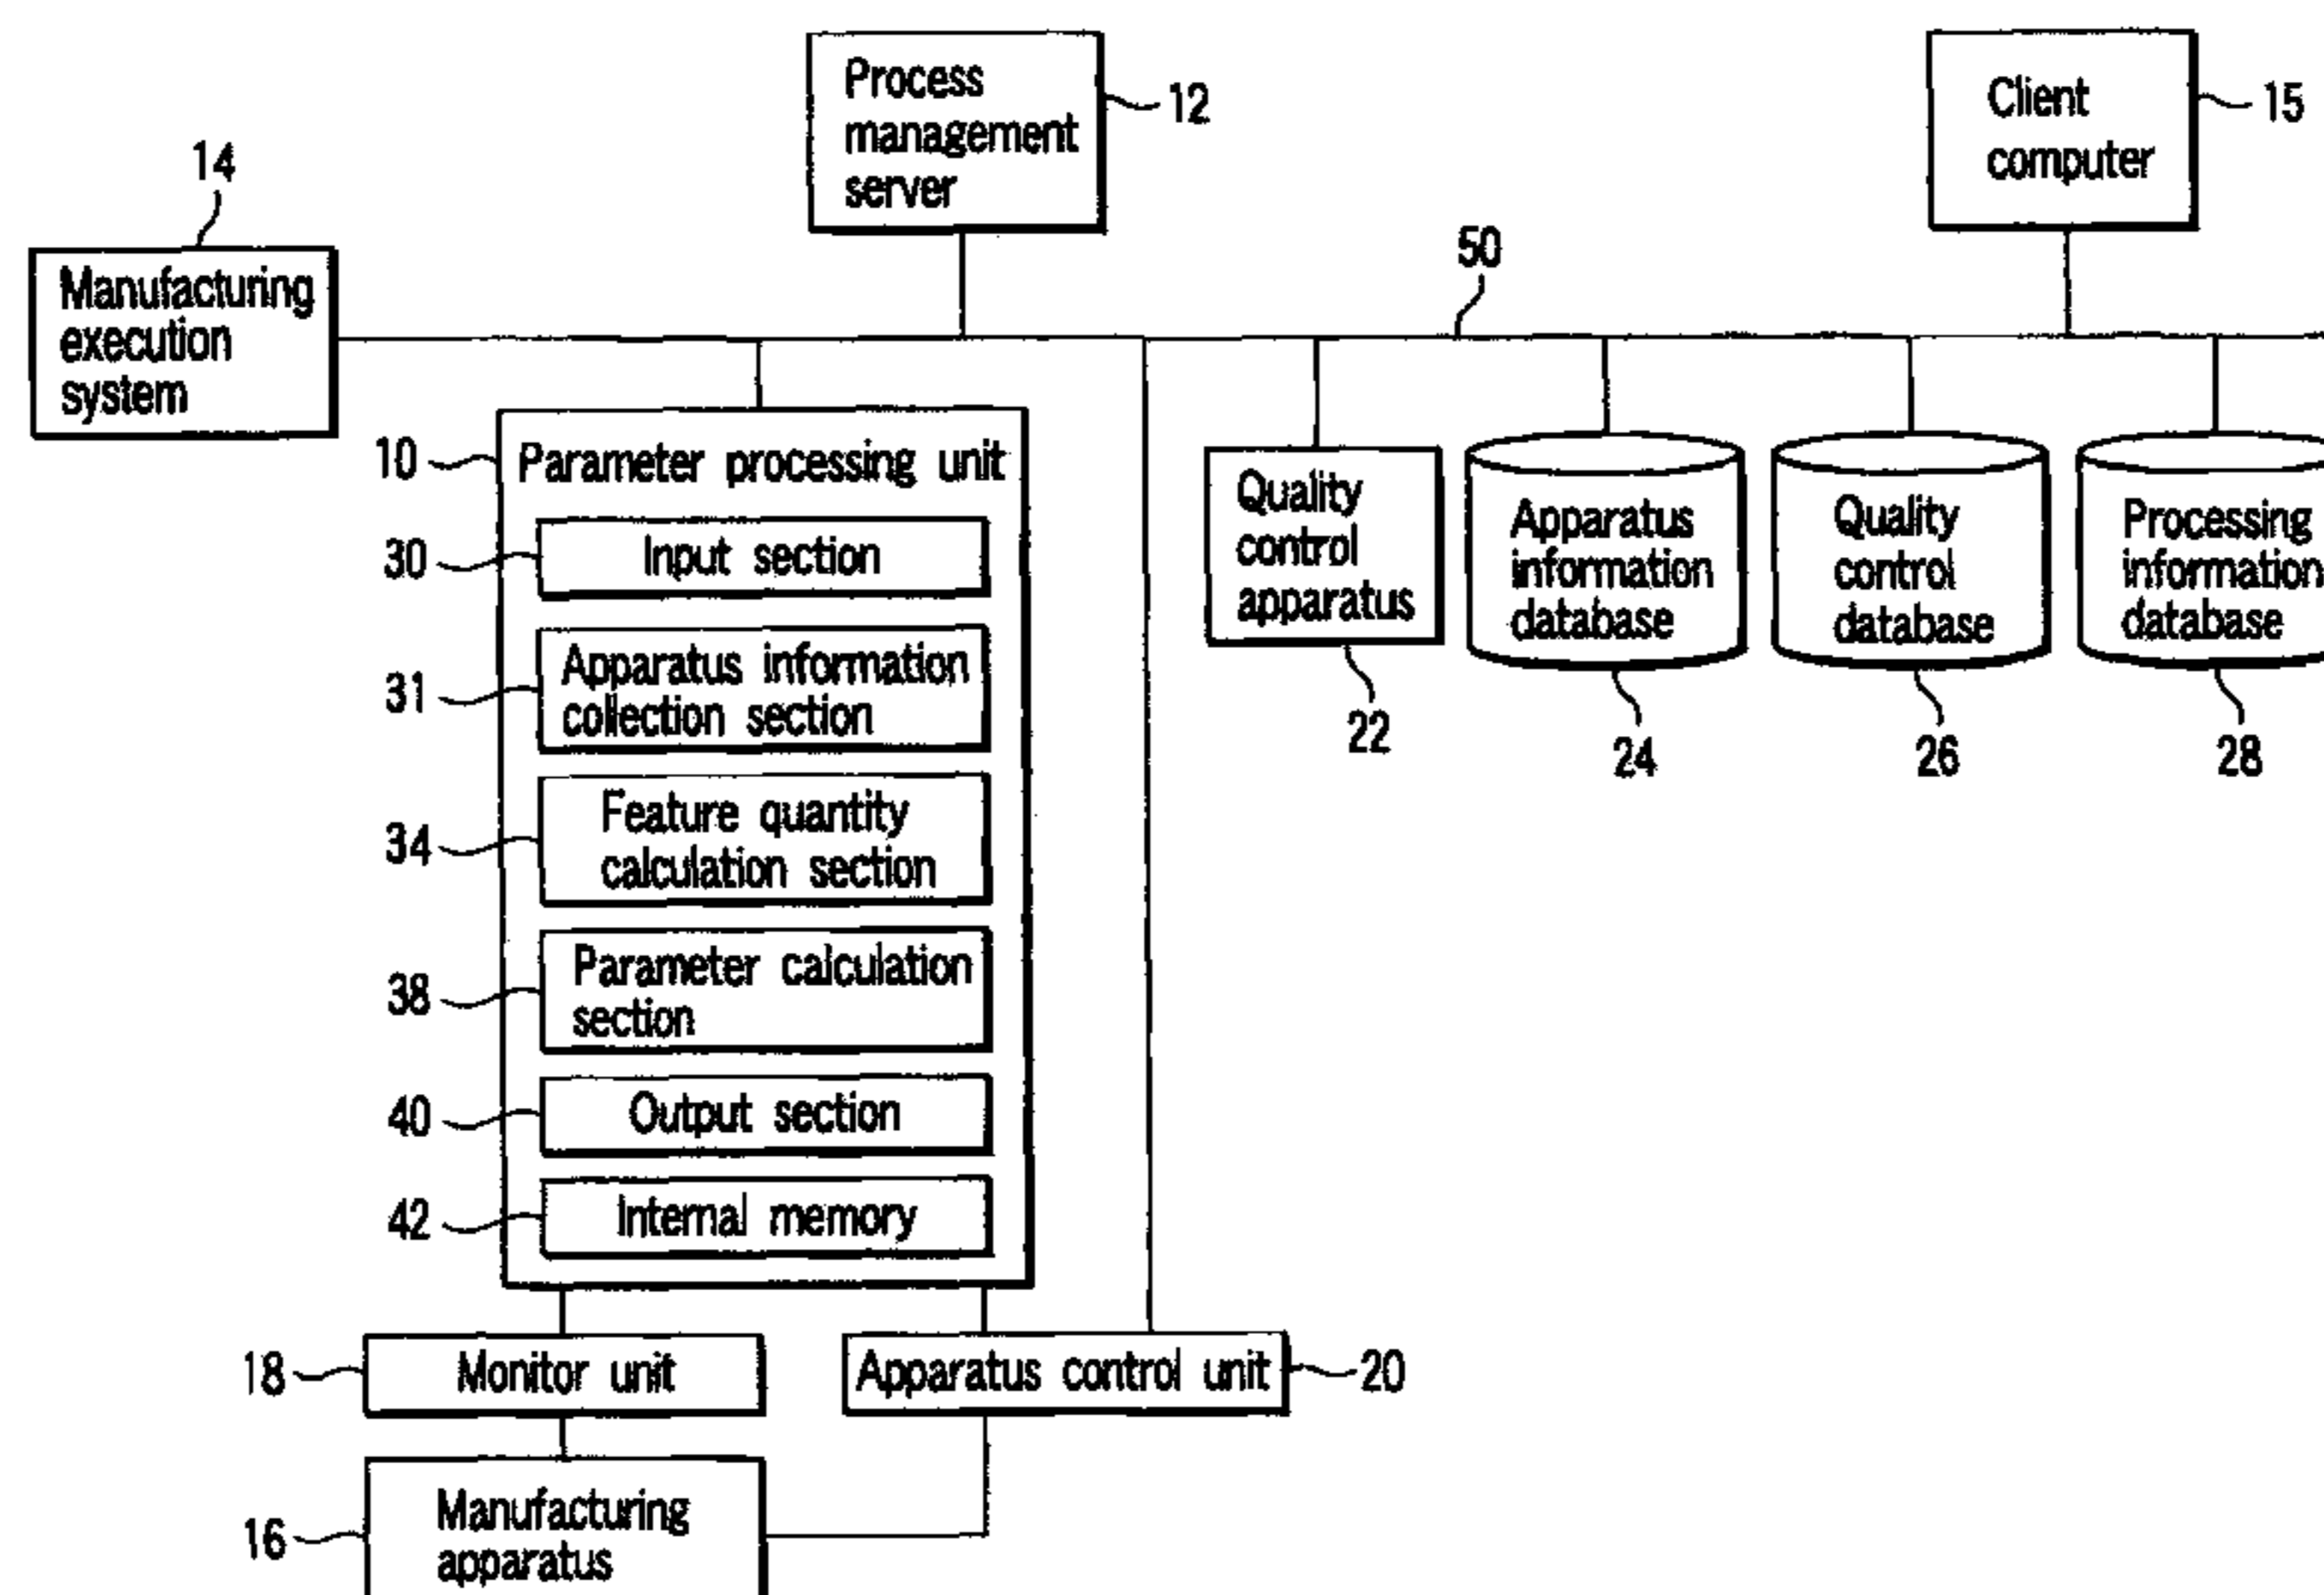 Process
management
server
12
Client
computer
15
14
Manufacturing
execution
system
50
10
Parameter processing unit
30
Input section
31
Apparatus information
collection section
34
Feature quantity
calculation section
38
Parameter calculation
section
40
Output section
42
Internal memory
Quality
control
apparatus
22
Apparatus
information
database
24
Quality
control
database
26
Processing
information
database
28
18
Monitor unit
Apparatus control unit
20
16
Manufacturing
apparatus